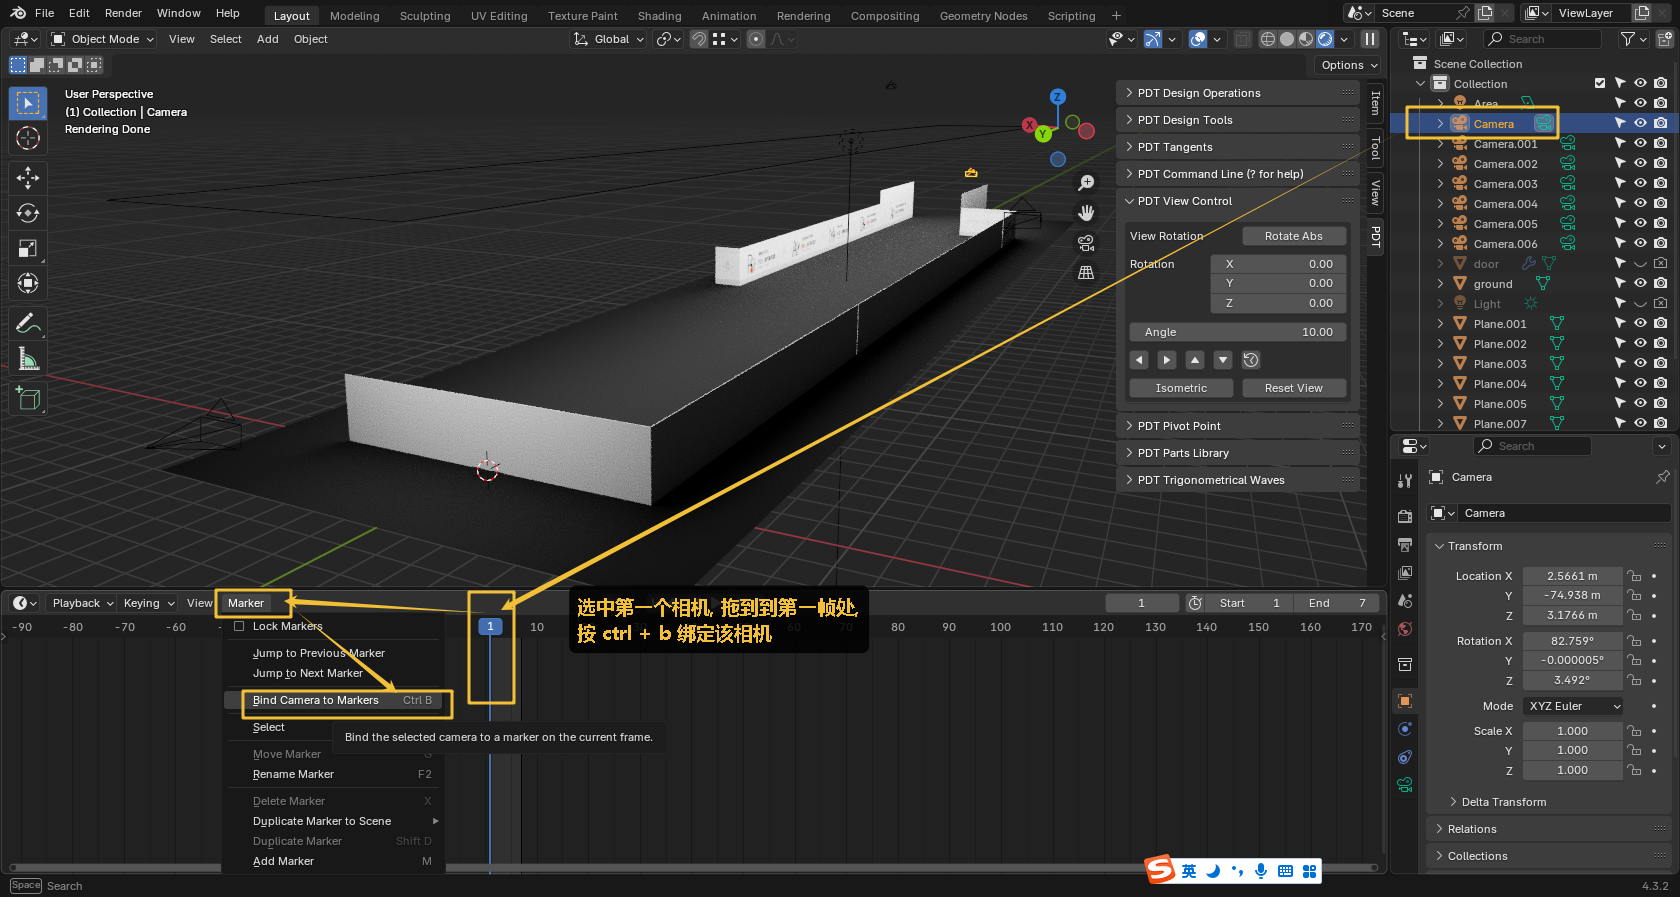 File Edit Render Window Help
Layout Modeling Sculpting UV Editing Texture Paint Shading Animation Rendering Compositing Geometry Nodes Scripting +
Scene
ViewLayer
Object Mode View Select Add Object
Global
Search
Options
User Perspective
(1) Collection | Camera
Rendering Done
Z
X
Y
PDT Design Operations
PDT Design Tools
PDT Tangents
PDT Command Line (? for help)
PDT View Control
View Rotation Rotate Abs
Rotation X 0.00
Y 0.00
Z 0.00
Angle 10.00
Isometric Reset View
PDT Pivot Point
PDT Parts Library
PDT Trigonometrical Waves
Item
Tool
View
PDT
Scene Collection
Collection
Area
Camera
Camera.001
Camera.002
Camera.003
Camera.004
Camera.005
Camera.006
door
ground
Light
Plane.001
Plane.002
Plane.003
Plane.004
Plane.005
Plane.007
Search
Camera
Camera
Transform
Location X 2.5661 m
Y -74.938 m
Z 3.1766 m
Rotation X 82.759°
Y -0.000005°
Z 3.492°
Mode XYZ Euler
Scale X 1.000
Y 1.000
Z 1.000
Delta Transform
Relations
Collections
Playback Keying View Marker
1 Start 1 End 7
-90 -80 -70 -60 1 10 60 70 80 90 100 110 120 130 140 150 160 170
选中第一个相机, 拖到到第一帧处,
按 ctrl + b 绑定该相机
Lock Markers
Jump to Previous Marker
Jump to Next Marker
Bind Camera to Markers Ctrl B
Select
Bind the selected camera to a marker on the current frame.
Move Marker G
Rename Marker F2
Delete Marker X
Duplicate Marker to Scene
Duplicate Marker Shift D
Add Marker M
S 英
Space Search
4.3.2